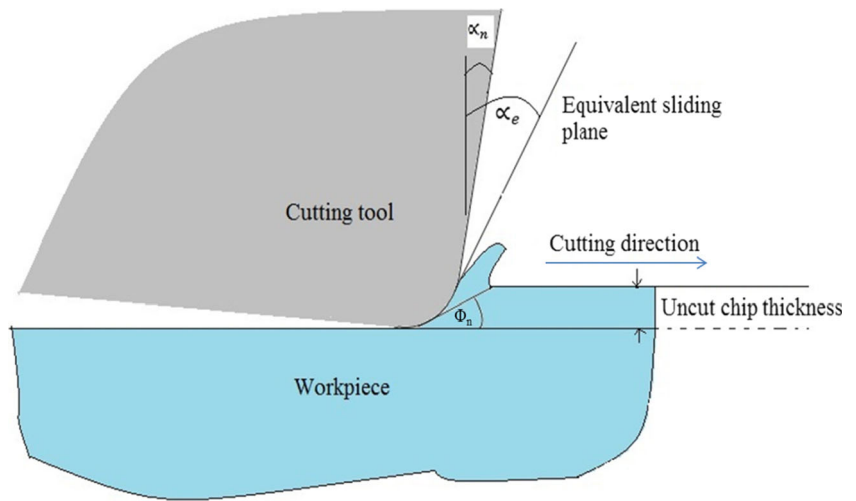 ∝ₙ
∝ₑ
Equivalent sliding
plane
Cutting tool
Cutting direction
Φₙ
Uncut chip thickness
Workpiece